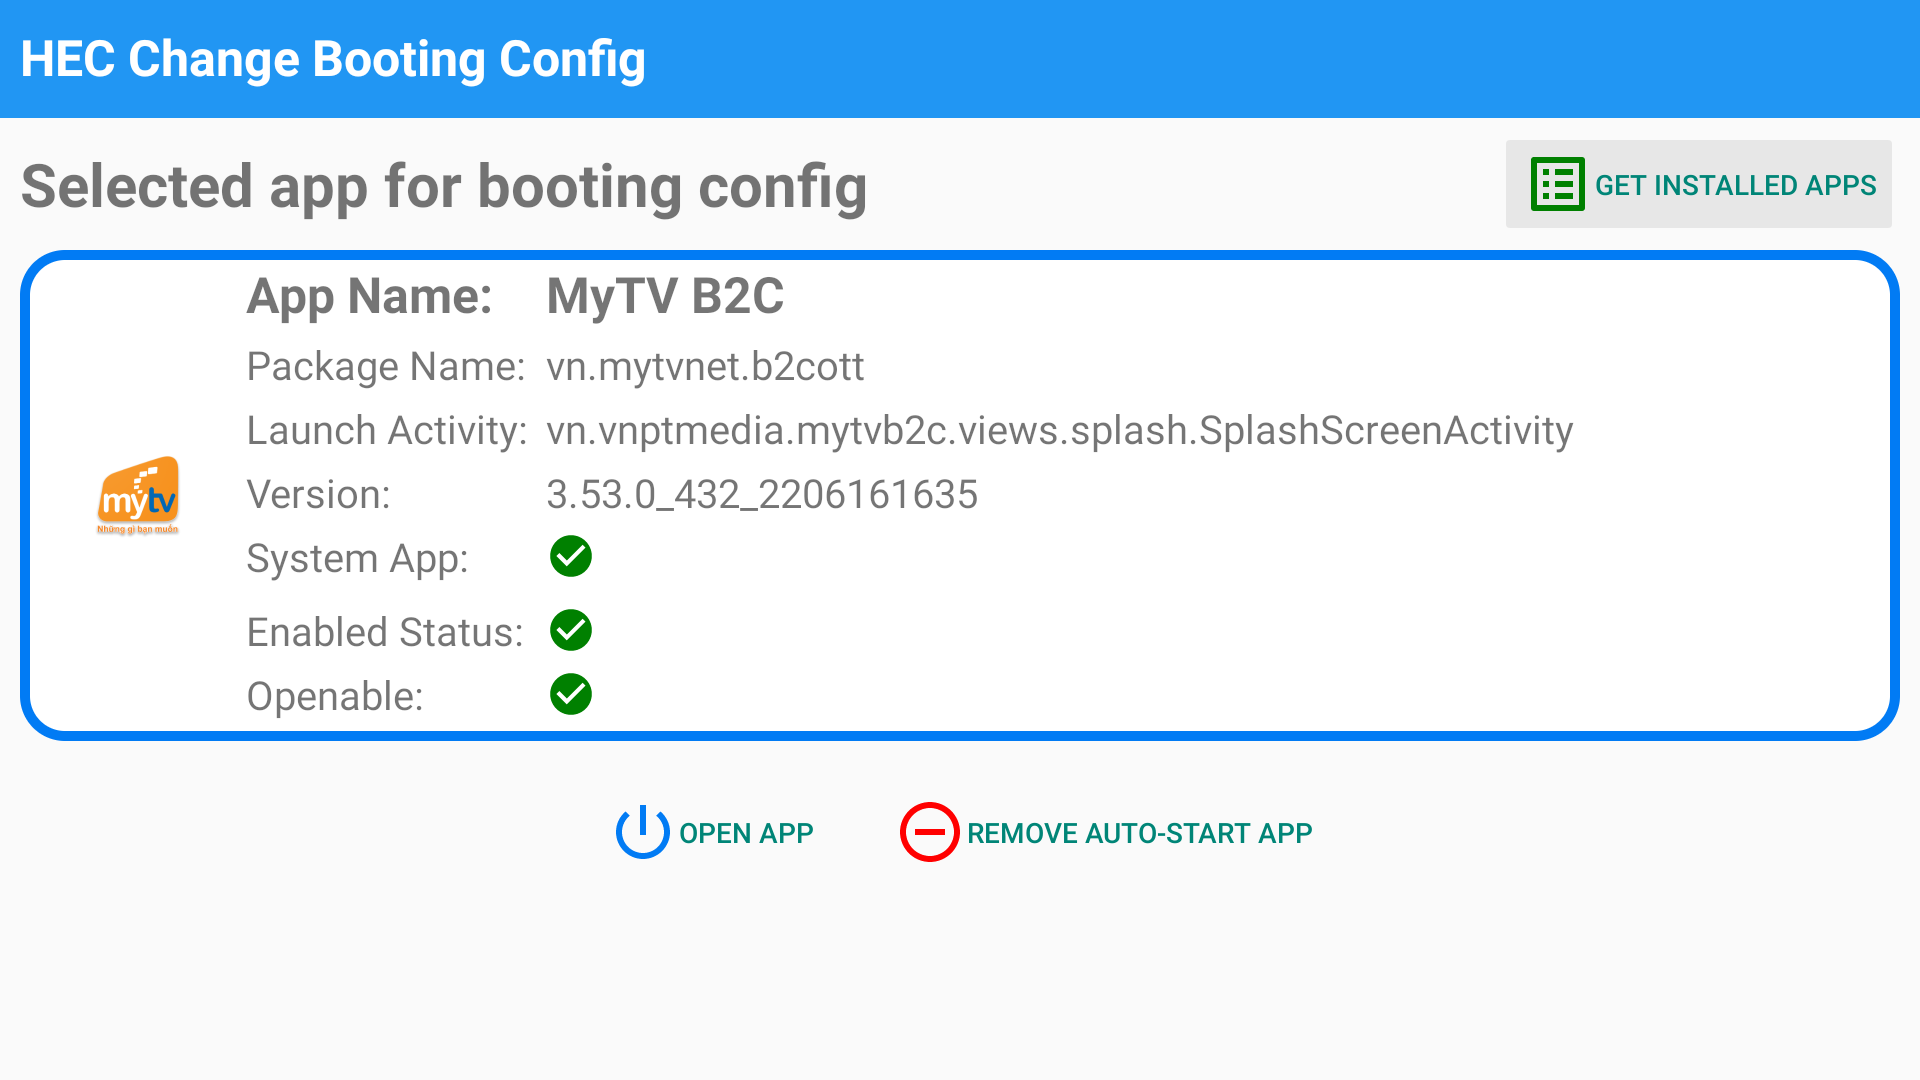 HEC Change Booting Config
Selected app for booting config
GET INSTALLED APPS
App Name: MyTV B2C
Package Name: vn.mytvnet.b2cott
Launch Activity: vn.vnptmedia.mytvb2c.views.splash.SplashScreenActivity
Version: 3.53.0_432_2206161635
mytv
Những gì bạn muốn
System App:
Enabled Status:
Openable:
OPEN APP
REMOVE AUTO-START APP